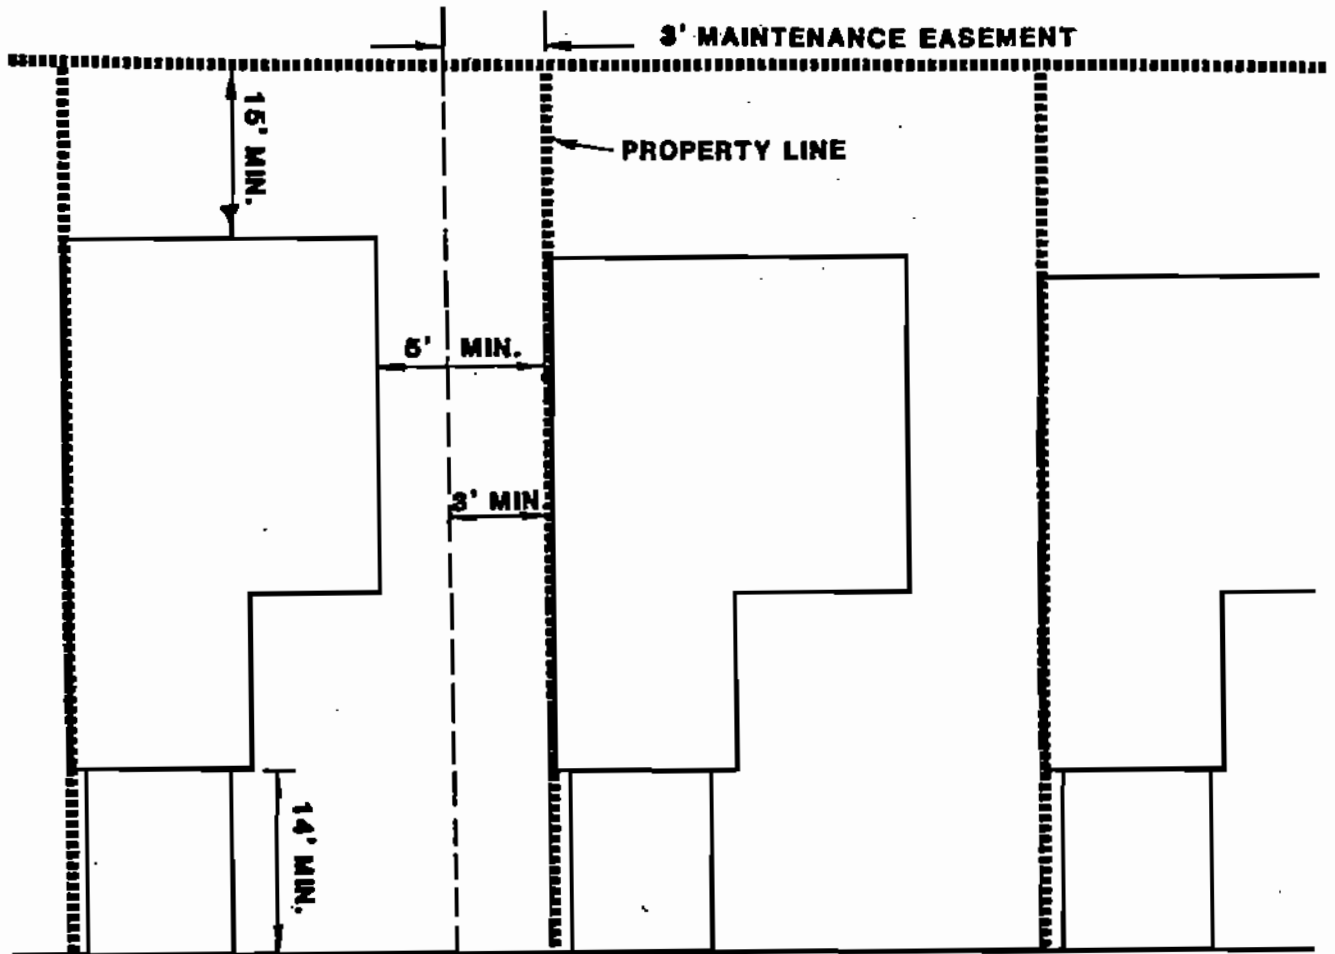 3' MAINTENANCE EASEMENT
15' MIN.
PROPERTY LINE
5' MIN.
3' MIN
14' MIN.